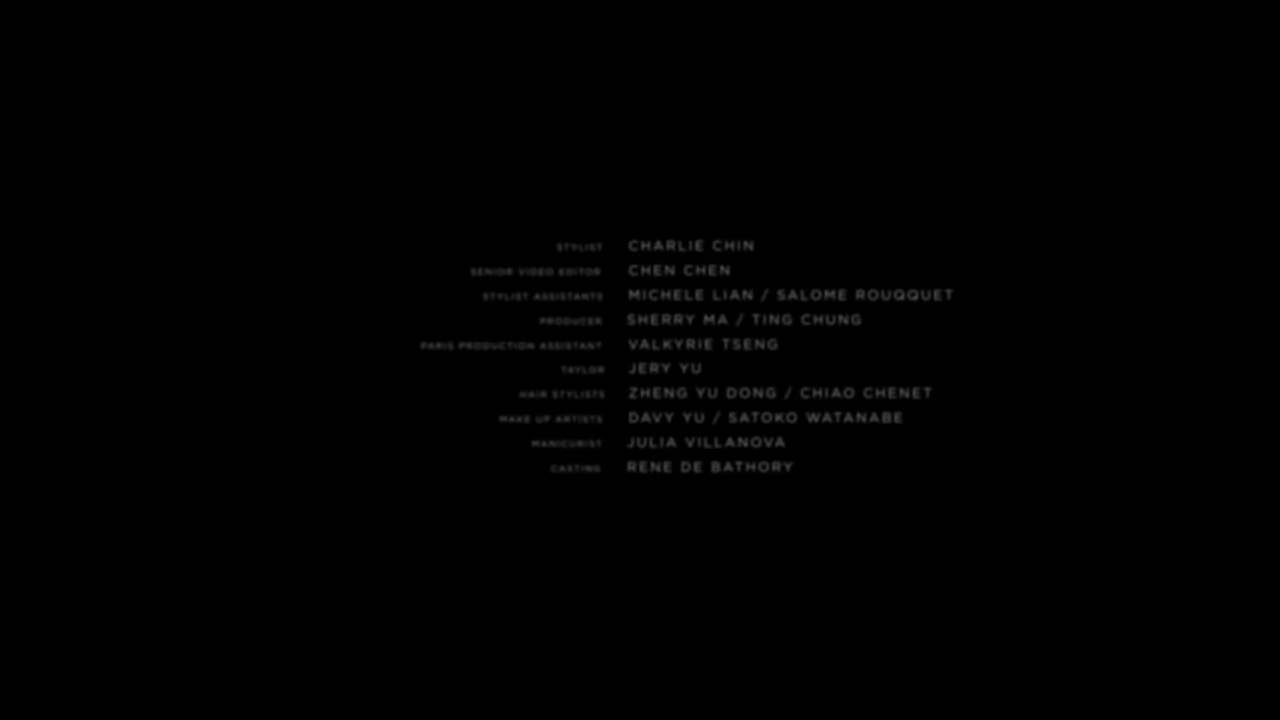 STYLIST CHARLIE CHIN
SENIOR VIDEO EDITOR CHEN CHEN
STYLIST ASSISTANTS MICHELE LIAN / SALOME ROUQQUET
PRODUCER SHERRY MA / TING CHUNG
PARIS PRODUCTION ASSISTANT VALKYRIE TSENG
TAYLOR JERY YU
HAIR STYLISTS ZHENG YU DONG / CHIAO CHENET
MAKE UP ARTISTS DAVY YU / SATOKO WATANABE
MANICURIST JULIA VILLANOVA
CASTING RENE DE BATHORY